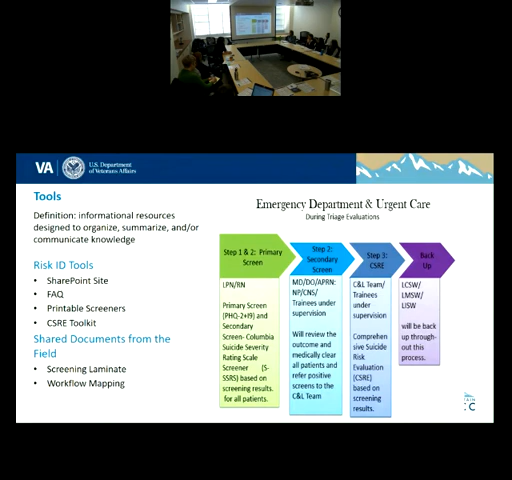 VA
U.S. Department
of Veterans Affairs
Tools
Definition: informational resources
designed to organize, summarize, and/or
communicate knowledge
Risk ID Tools
• SharePoint Site
• FAQ
• Printable Screeners
• CSRE Toolkit
Shared Documents from the
Field
• Screening Laminate
• Workflow Mapping
Emergency Department & Urgent Care
During Triage Evaluations
Step 1 & 2: Primary
Screen
LPN/RN
Primary Screen
(PHQ-2+I9) and
Secondary
Screen- Columbia
Suicide Severity
Rating Scale
Screener (S-
SSRS) based on
screening results.
for all patients.
Step 2:
Secondary
Screen
MD/DO/APRN:
NP/CNS/
Trainees under
supervision
Will review the
outcome and
medically clear
all patients and
refer positive
screens to the
C&L Team
Step 3:
CSRE
C&L Team/
Trainees
under
supervision
Comprehen
sive Suicide
Risk
Evaluation
(CSRE)
based on
screening
results.
Back
Up
LCSW/
LMSW/
LISW
will be back
up through-
out this
process.